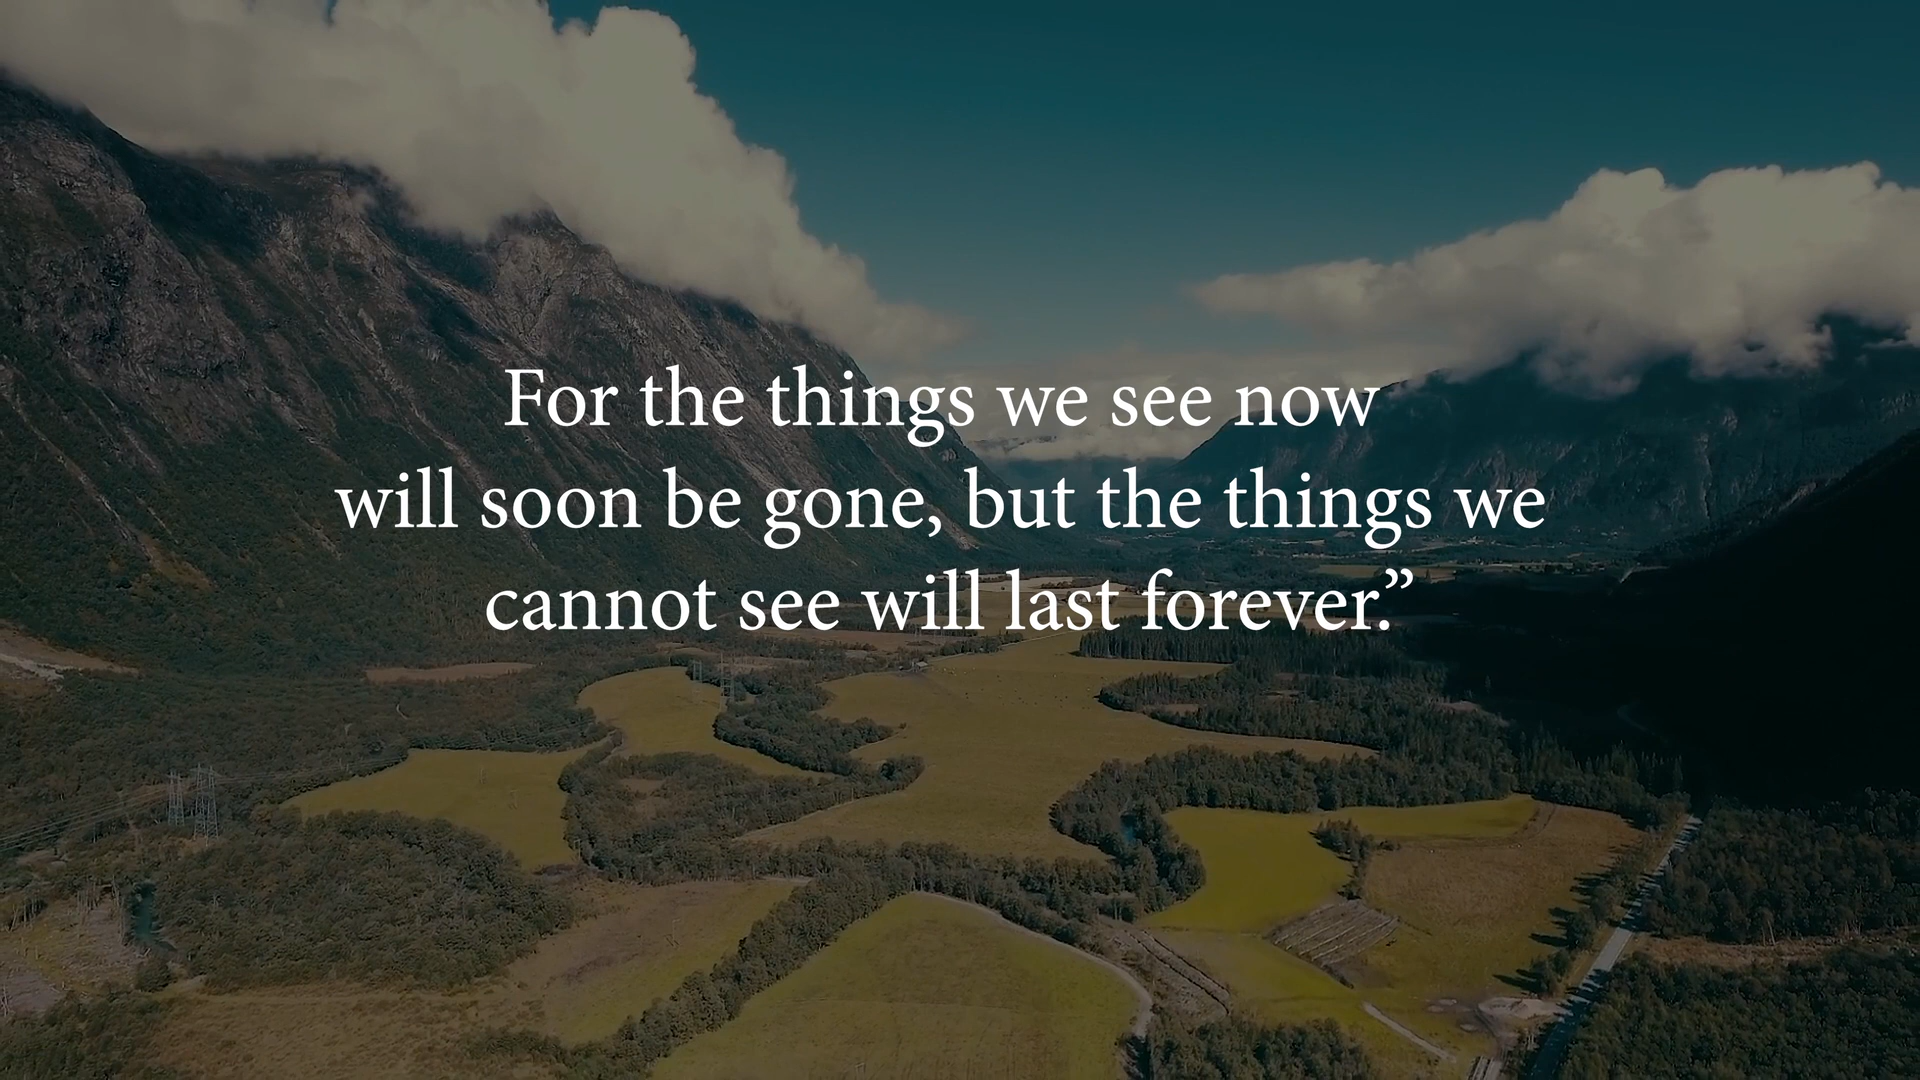 For the things we see now
will soon be gone, but the things we
cannot see will last forever.”